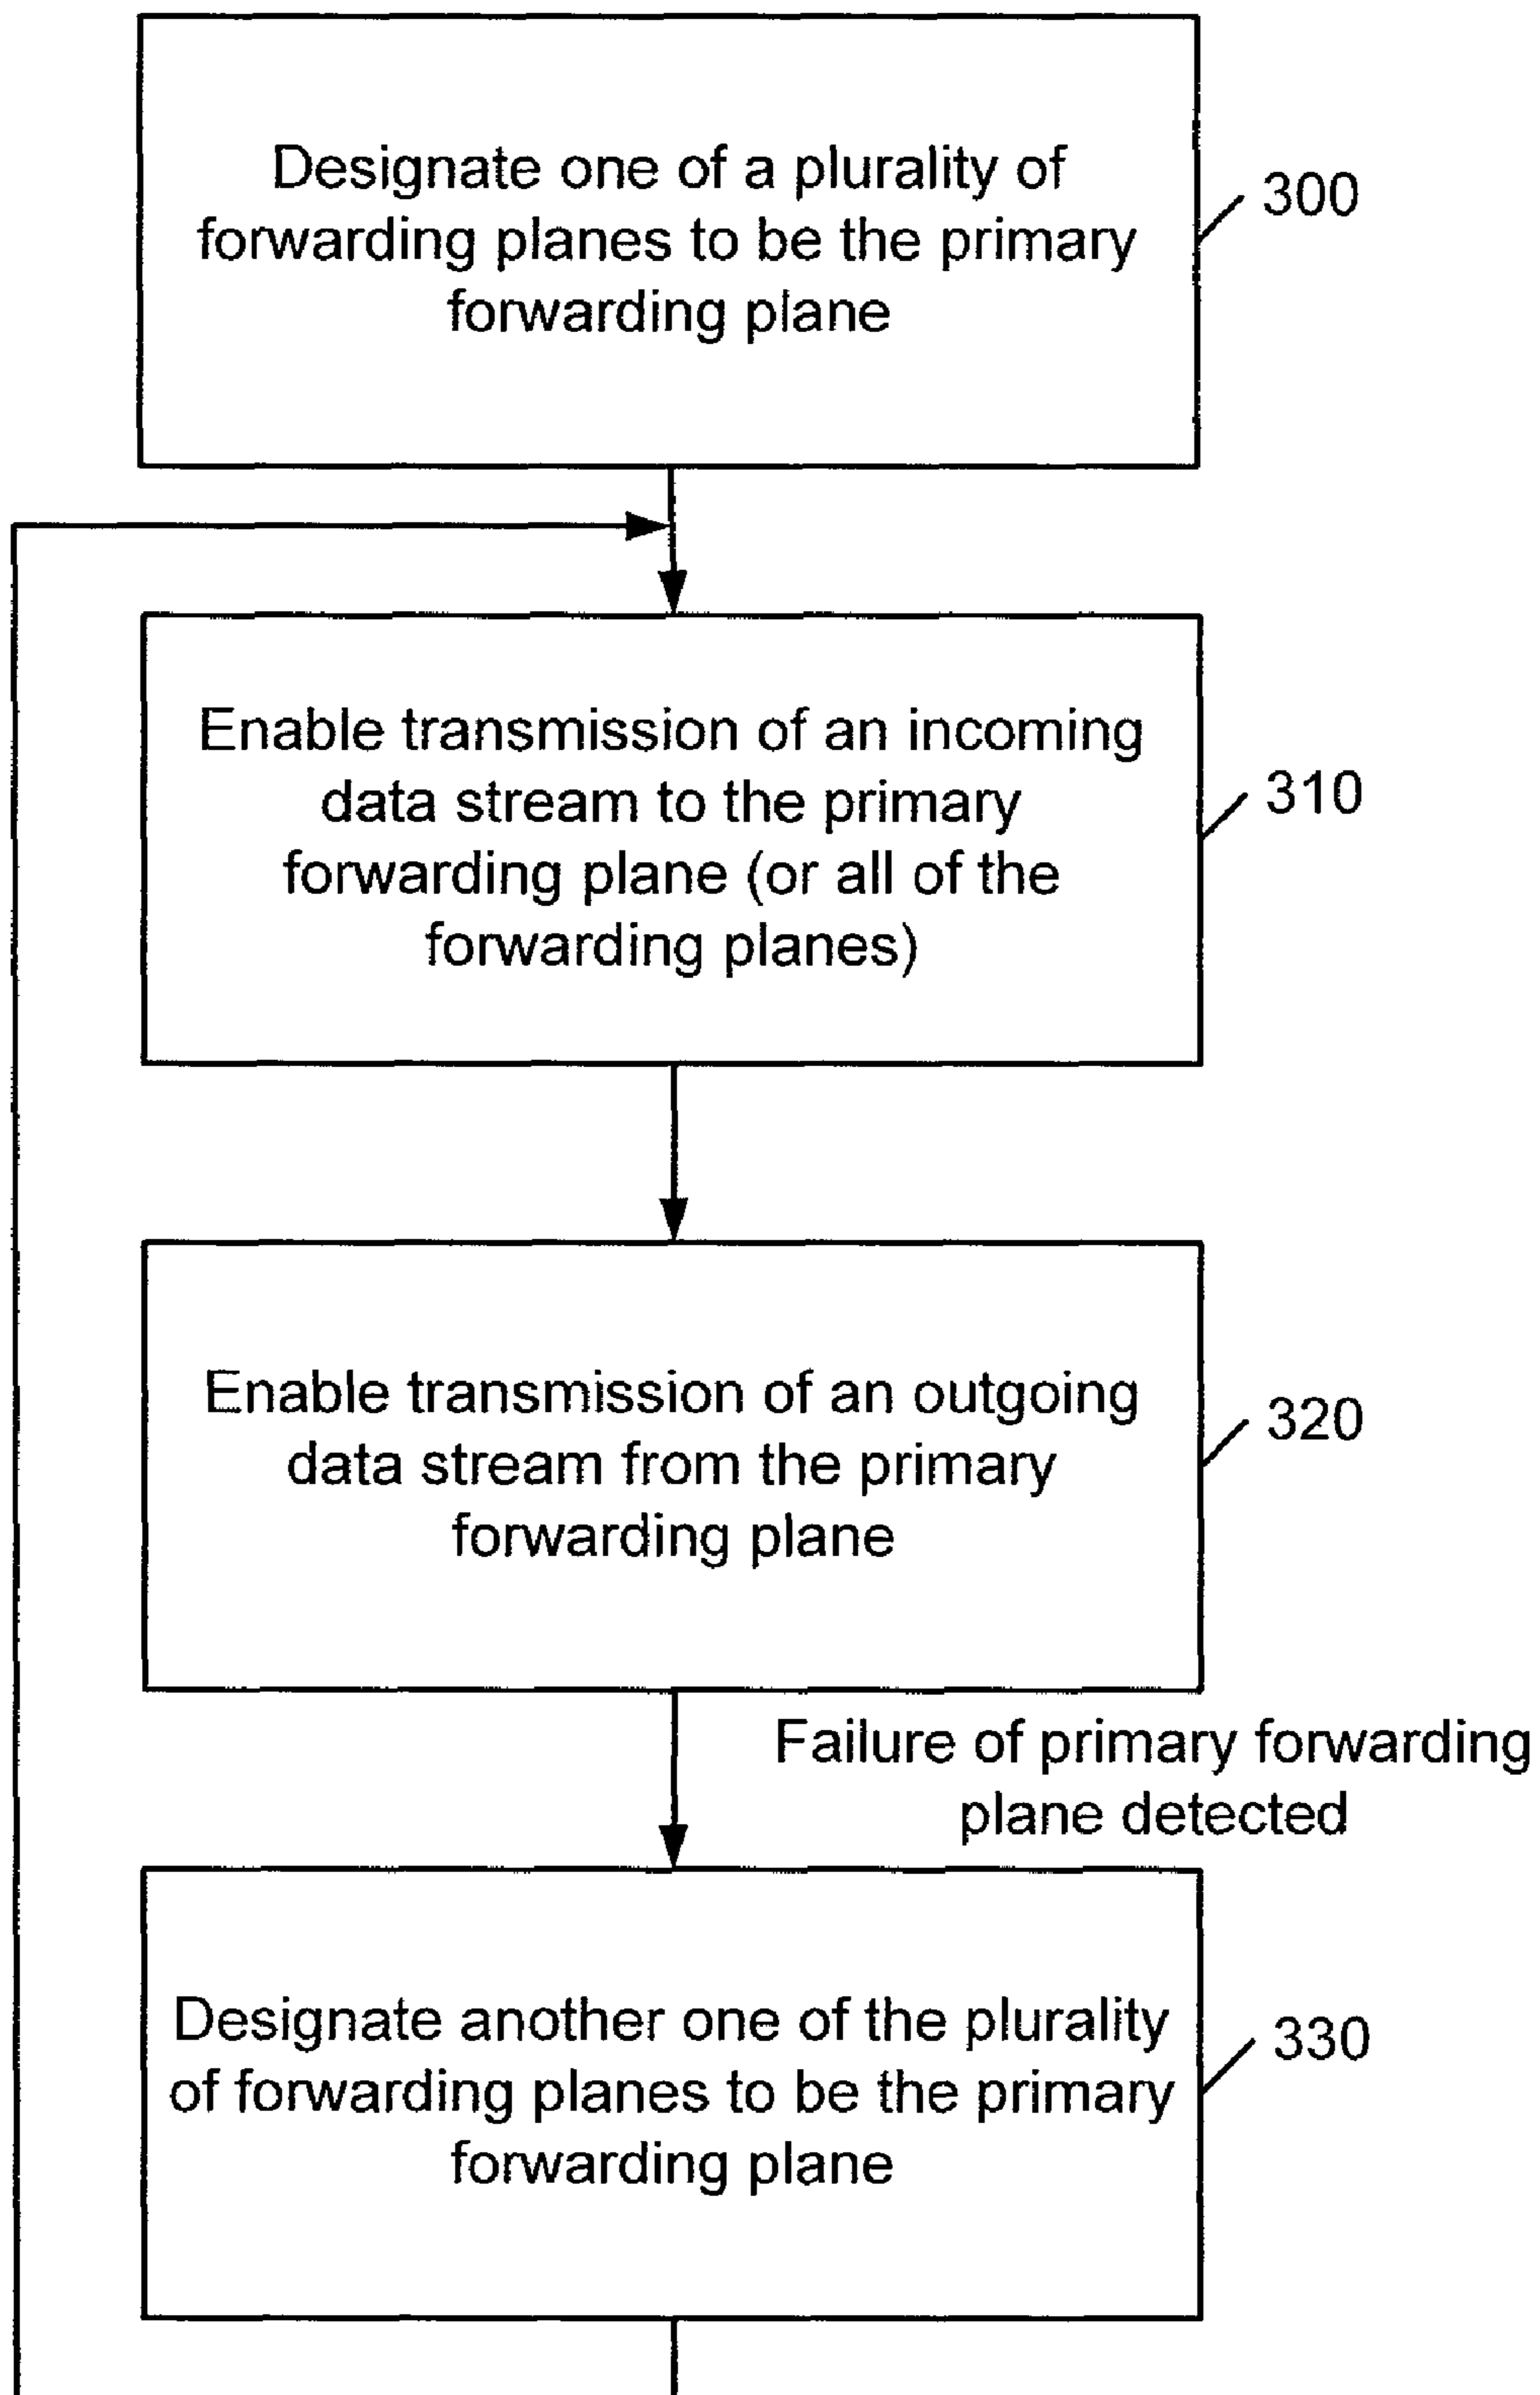 Designate one of a plurality of
forwarding planes to be the primary
forwarding plane
300
Enable transmission of an incoming
data stream to the primary
forwarding plane (or all of the
forwarding planes)
310
Enable transmission of an outgoing
data stream from the primary
forwarding plane
320
Failure of primary forwarding
plane detected
Designate another one of the plurality
of forwarding planes to be the primary
forwarding plane
330